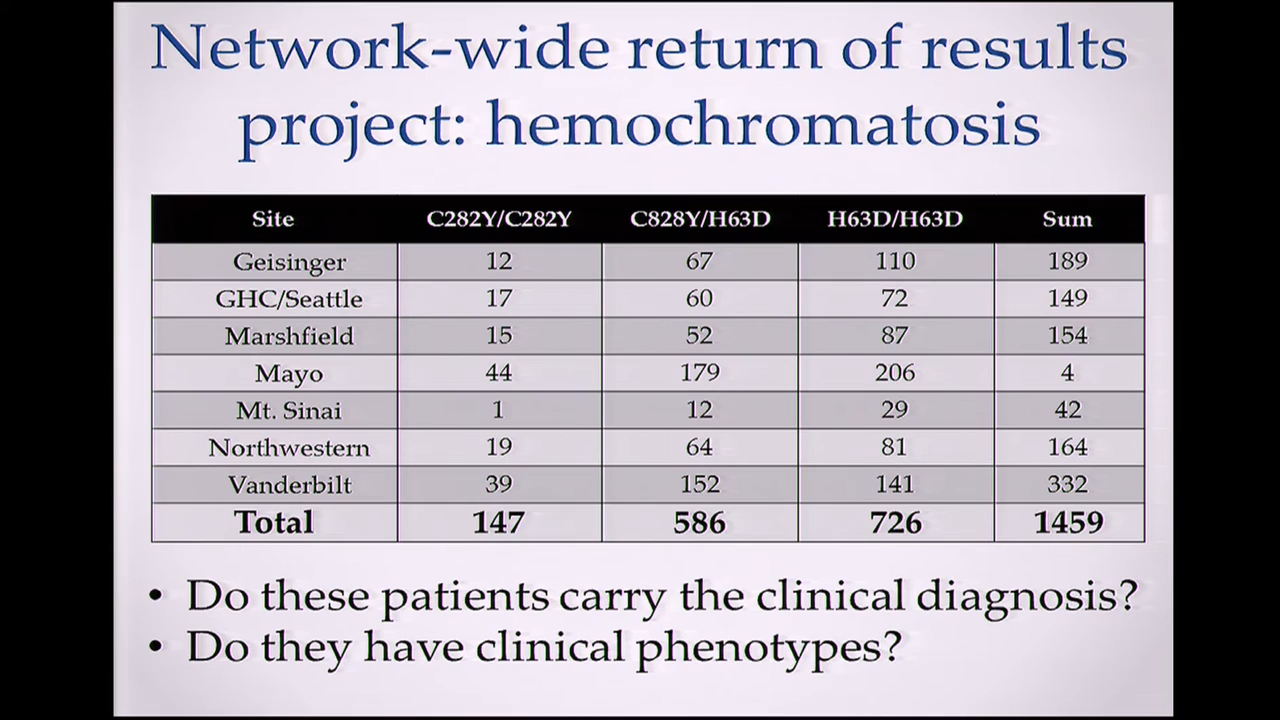 Network-wide return of results
project: hemochromatosis
Site C282Y/C282Y C828Y/H63D H63D/H63D Sum
Geisinger 12 67 110 189
GHC/Seattle 17 60 72 149
Marshfield 15 52 87 154
Mayo 44 179 206 4
Mt. Sinai 1 12 29 42
Northwestern 19 64 81 164
Vanderbilt 39 152 141 332
Total 147 586 726 1459
• Do these patients carry the clinical diagnosis?
• Do they have clinical phenotypes?